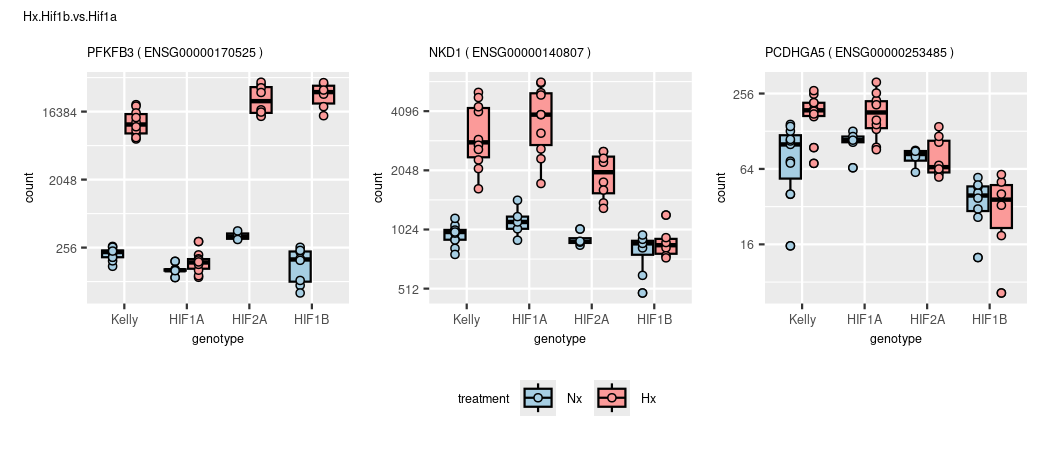 Hx.Hif1b.vs.Hif1a
PFKFB3 ( ENSG00000170525 )
count
16384
2048
256
Kelly HIF1A HIF2A HIF1B
genotype
NKD1 ( ENSG00000140807 )
count
4096
2048
1024
512
Kelly HIF1A HIF2A HIF1B
genotype
PCDHGA5 ( ENSG00000253485 )
count
256
64
16
Kelly HIF1A HIF2A HIF1B
genotype
treatment Nx Hx